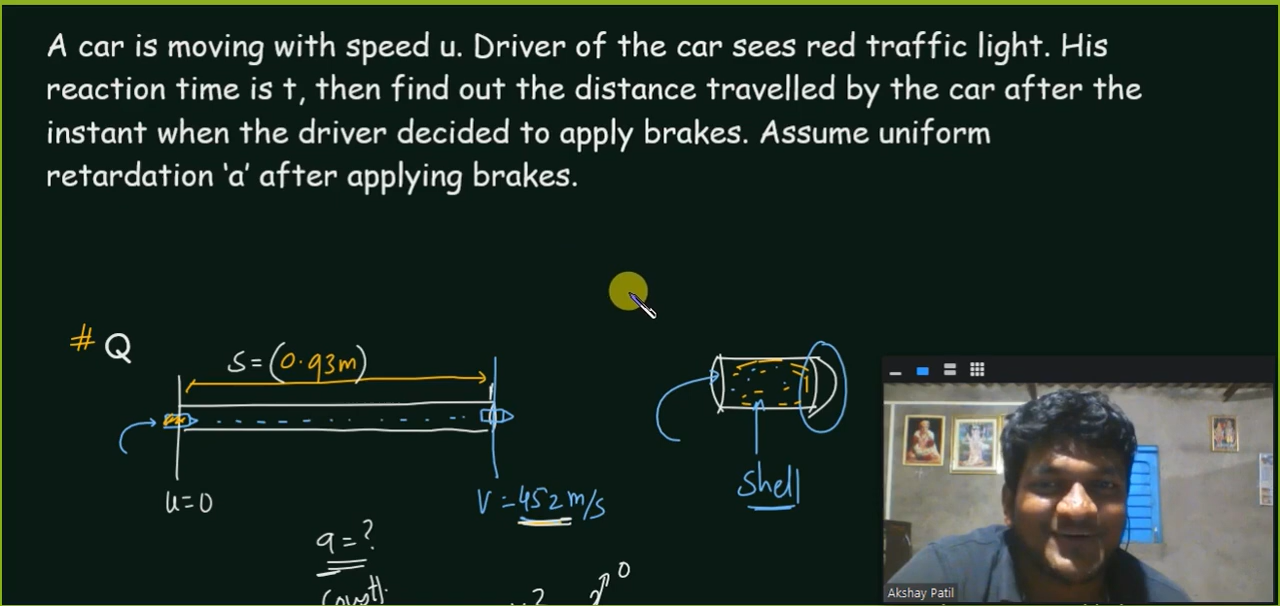 A car is moving with speed u. Driver of the car sees red traffic light. His
reaction time is t, then find out the distance travelled by the car after the
instant when the driver decided to apply brakes. Assume uniform
retardation ‘a’ after applying brakes.
# Q
S = (0.93m)
u=0
V = 452 m/s
Shell
a = ?
Const.
0
Akshay Patil